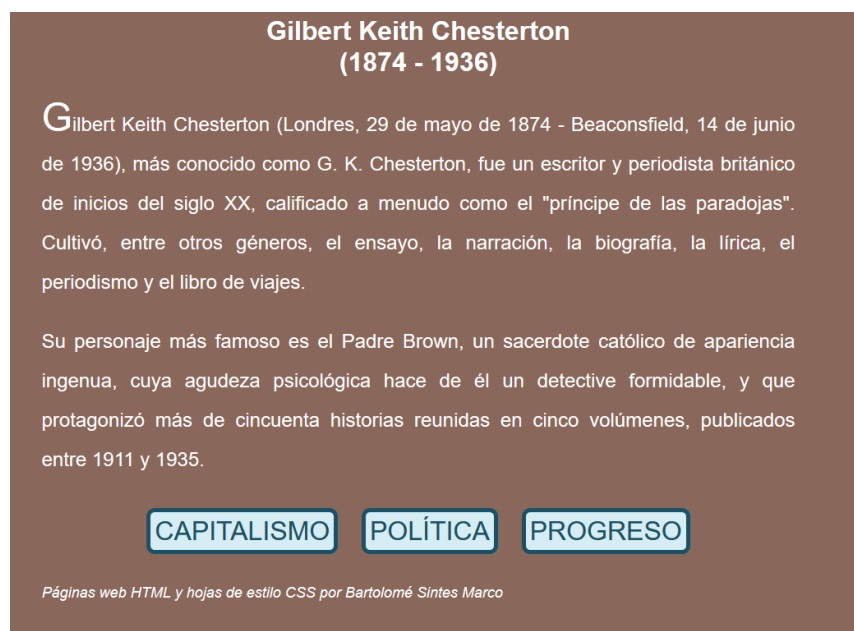 Gilbert Keith Chesterton
(1874 - 1936)
Gilbert Keith Chesterton (Londres, 29 de mayo de 1874 - Beaconsfield, 14 de junio
de 1936), más conocido como G. K. Chesterton, fue un escritor y periodista británico
de inicios del siglo XX, calificado a menudo como el "príncipe de las paradojas".
Cultivó, entre otros géneros, el ensayo, la narración, la biografía, la lírica, el
periodismo y el libro de viajes.
Su personaje más famoso es el Padre Brown, un sacerdote católico de apariencia
ingenua, cuya agudeza psicológica hace de él un detective formidable, y que
protagonizó más de cincuenta historias reunidas en cinco volúmenes, publicados
entre 1911 y 1935.
CAPITALISMO POLÍTICA PROGRESO
Páginas web HTML y hojas de estilo CSS por Bartolomé Sintes Marco